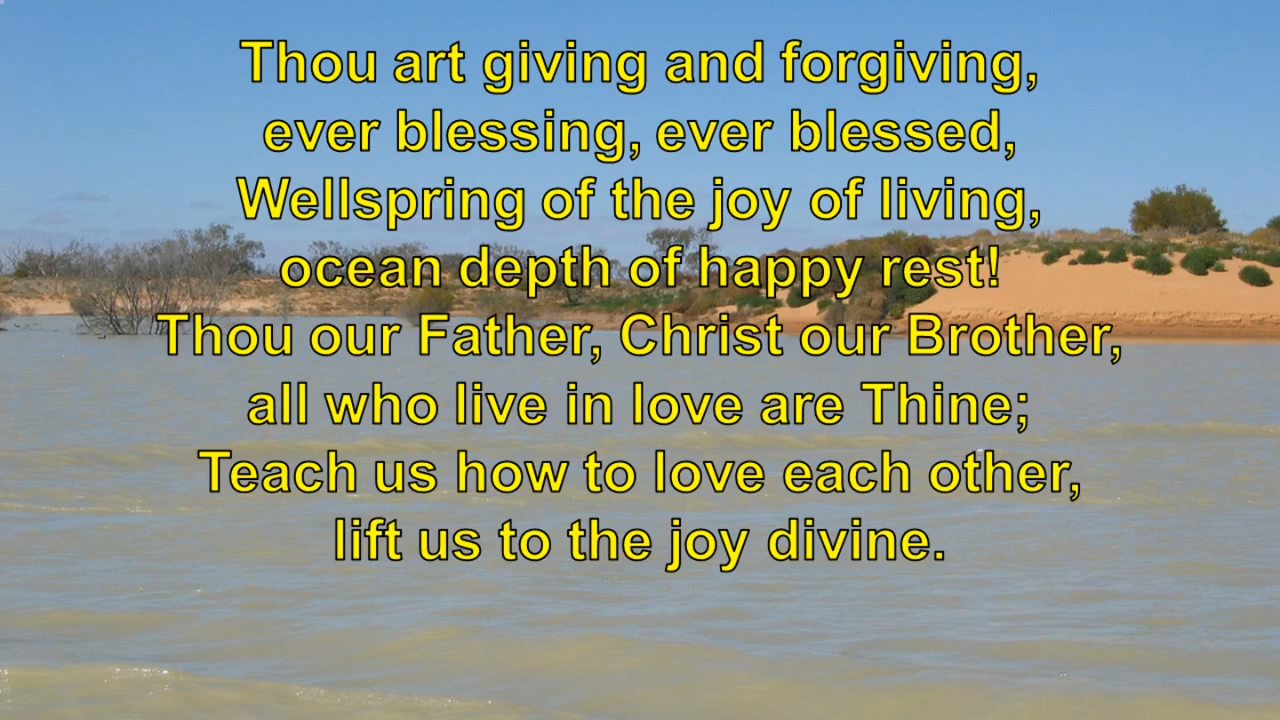 Thou art giving and forgiving,
ever blessing, ever blessed,
Wellspring of the joy of living,
ocean depth of happy rest!
Thou our Father, Christ our Brother,
all who live in love are Thine;
Teach us how to love each other,
lift us to the joy divine.